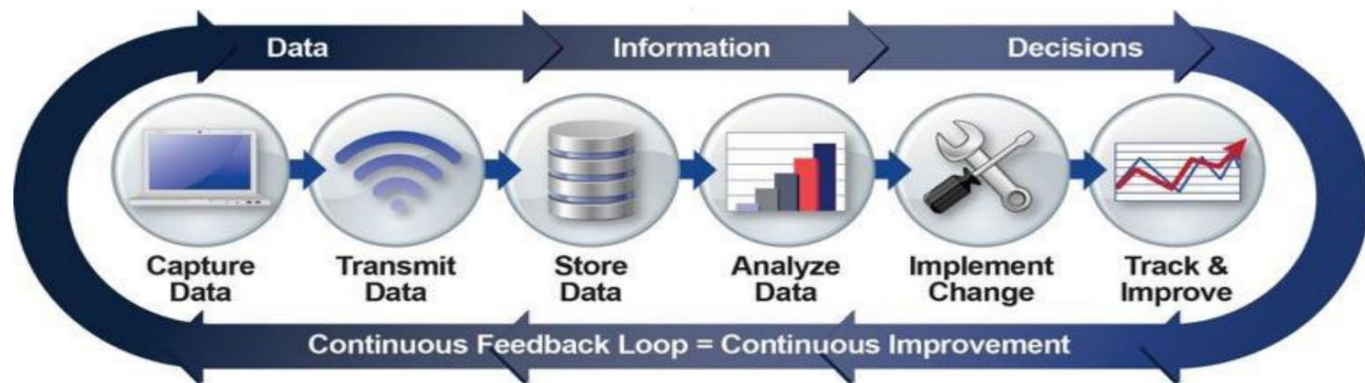 Data
Information
Decisions
Capture
Data
Transmit
Data
Store
Data
Analyze
Data
Implement
Change
Track &
Improve
Continuous Feedback Loop = Continuous Improvement